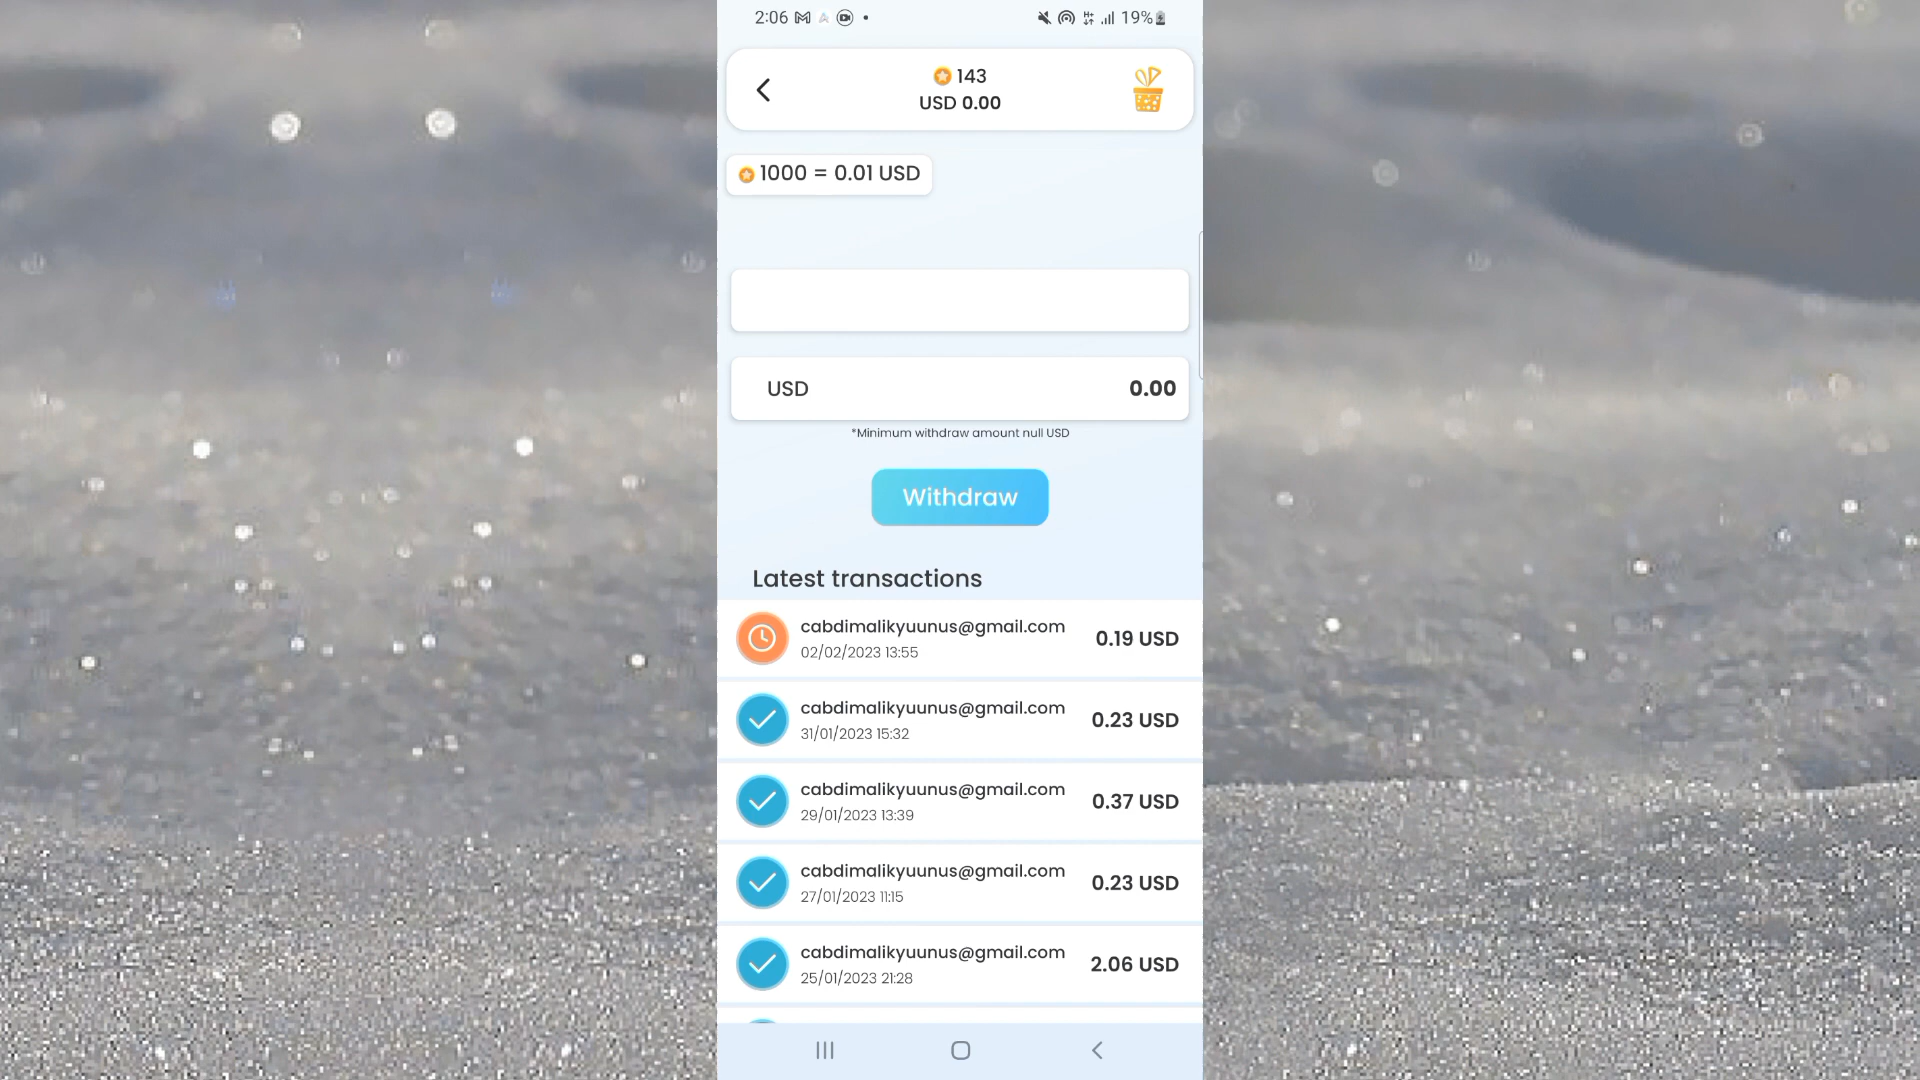 2:06
19%
143
USD 0.00
1000 = 0.01 USD
USD 0.00
*Minimum withdraw amount null USD
Withdraw
Latest transactions
cabdimalikyuunus@gmail.com
02/02/2023 13:55
0.19 USD
cabdimalikyuunus@gmail.com
31/01/2023 15:32
0.23 USD
cabdimalikyuunus@gmail.com
29/01/2023 13:39
0.37 USD
cabdimalikyuunus@gmail.com
27/01/2023 11:15
0.23 USD
cabdimalikyuunus@gmail.com
25/01/2023 21:28
2.06 USD